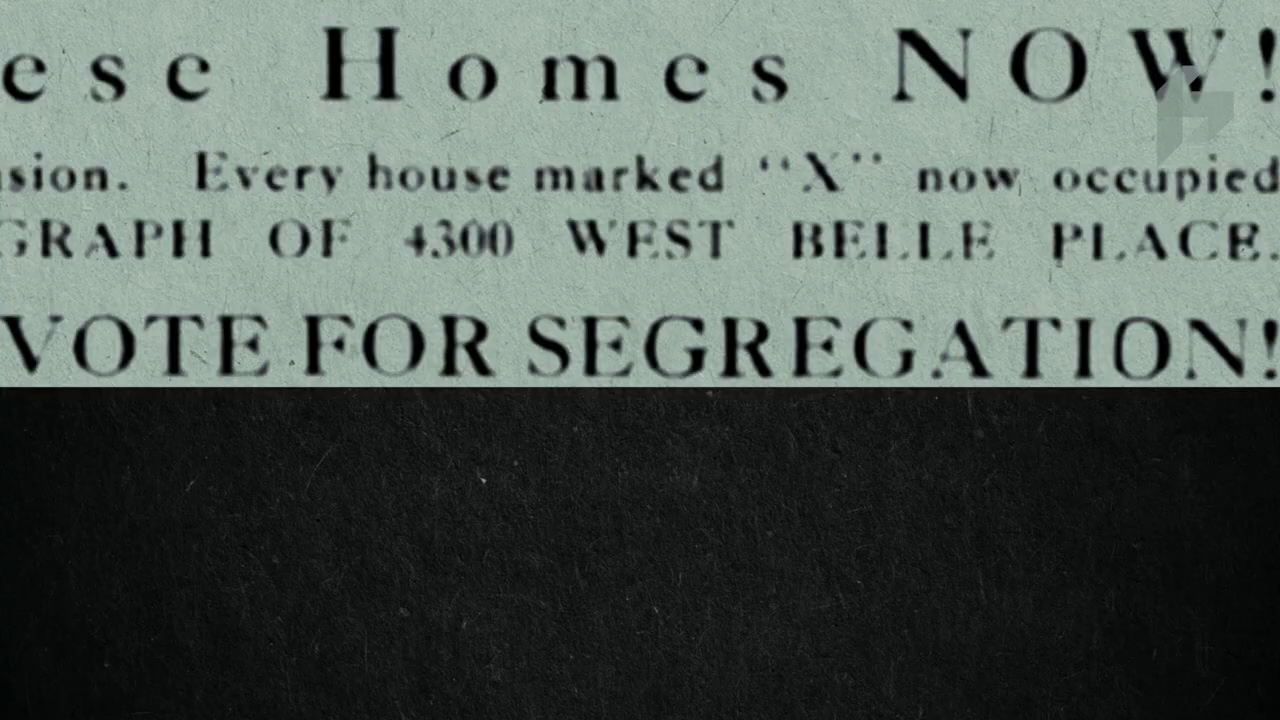 ese Homes NOW!
sion. Every house marked “X” now occupied
GRAPH OF 4300 WEST BELLE PLACE.
VOTE FOR SEGREGATION!